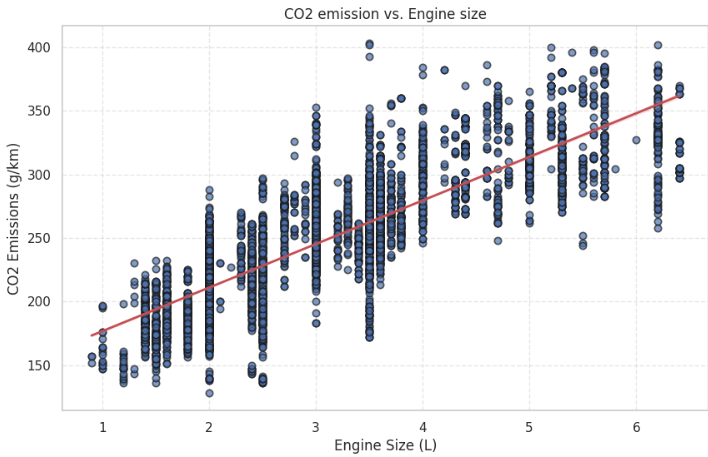 CO2 emission vs. Engine size
CO2 Emissions (g/km)
400
350
300
250
200
150
1 2 3 4 5 6
Engine Size (L)